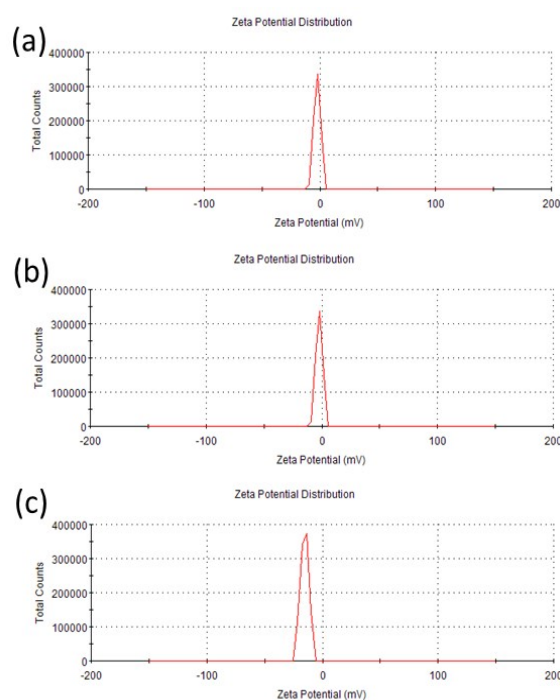 (a)
Zeta Potential Distribution
400000
300000
200000
100000
0
Total Counts
-200 -100 0 100 200
Zeta Potential (mV)
(b)
Zeta Potential Distribution
400000
300000
200000
100000
0
Total Counts
-200 -100 0 100 200
Zeta Potential (mV)
(c)
Zeta Potential Distribution
400000
300000
200000
100000
0
Total Counts
-200 -100 0 100 200
Zeta Potential (mV)